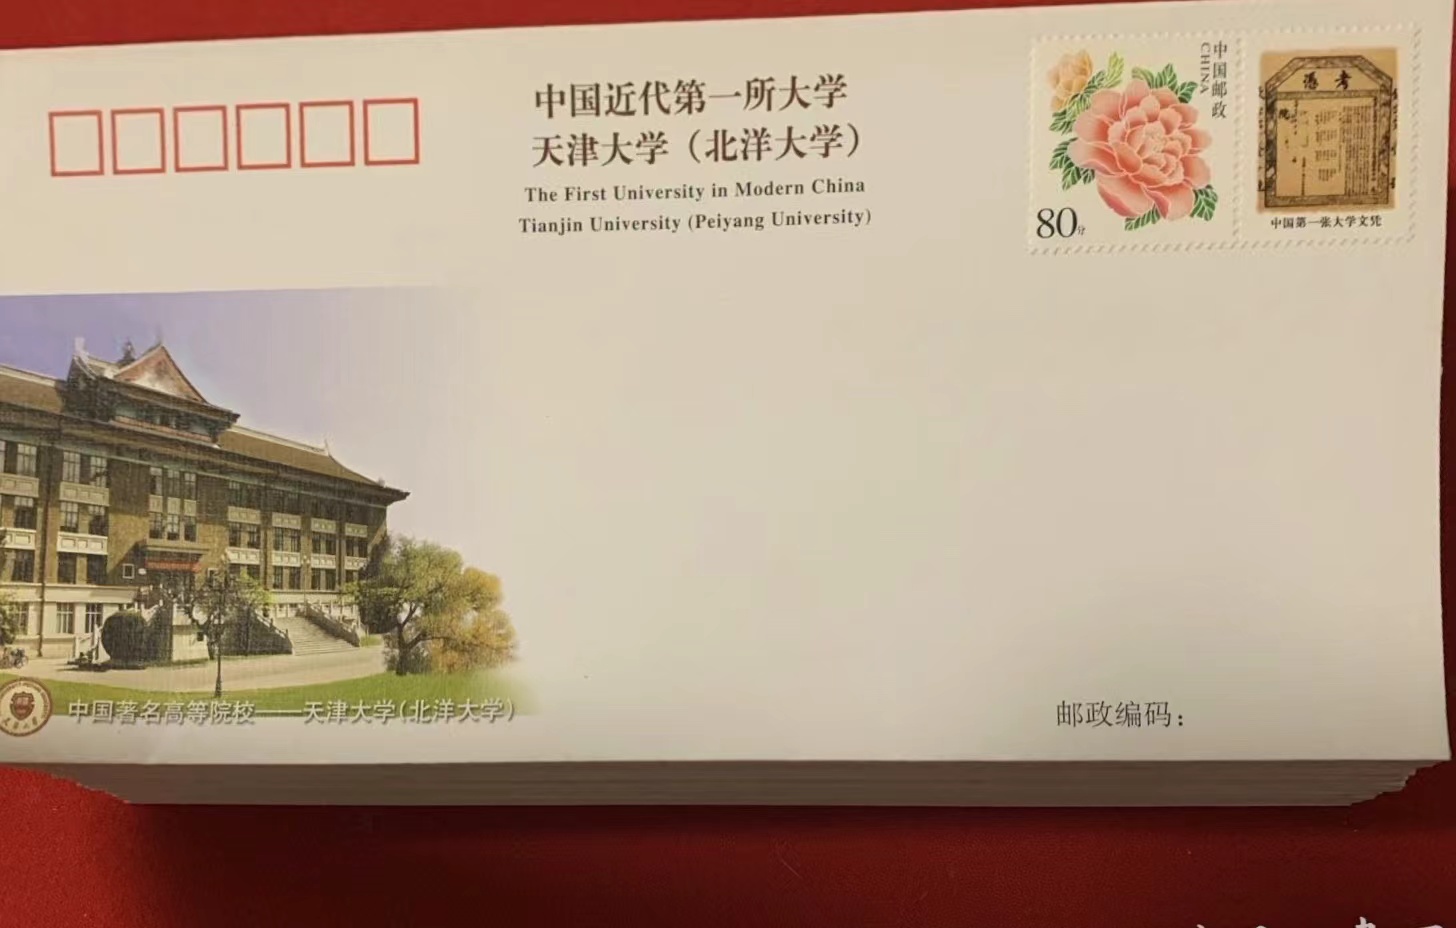 中国近代第一所大学
天津大学（北洋大学）
The First University in Modern China
Tianjin University (Peiyang University)
中国邮政
CHINA
80分
考凭
中国第一张大学文凭
中国著名高等院校——天津大学(北洋大学)
邮政编码：